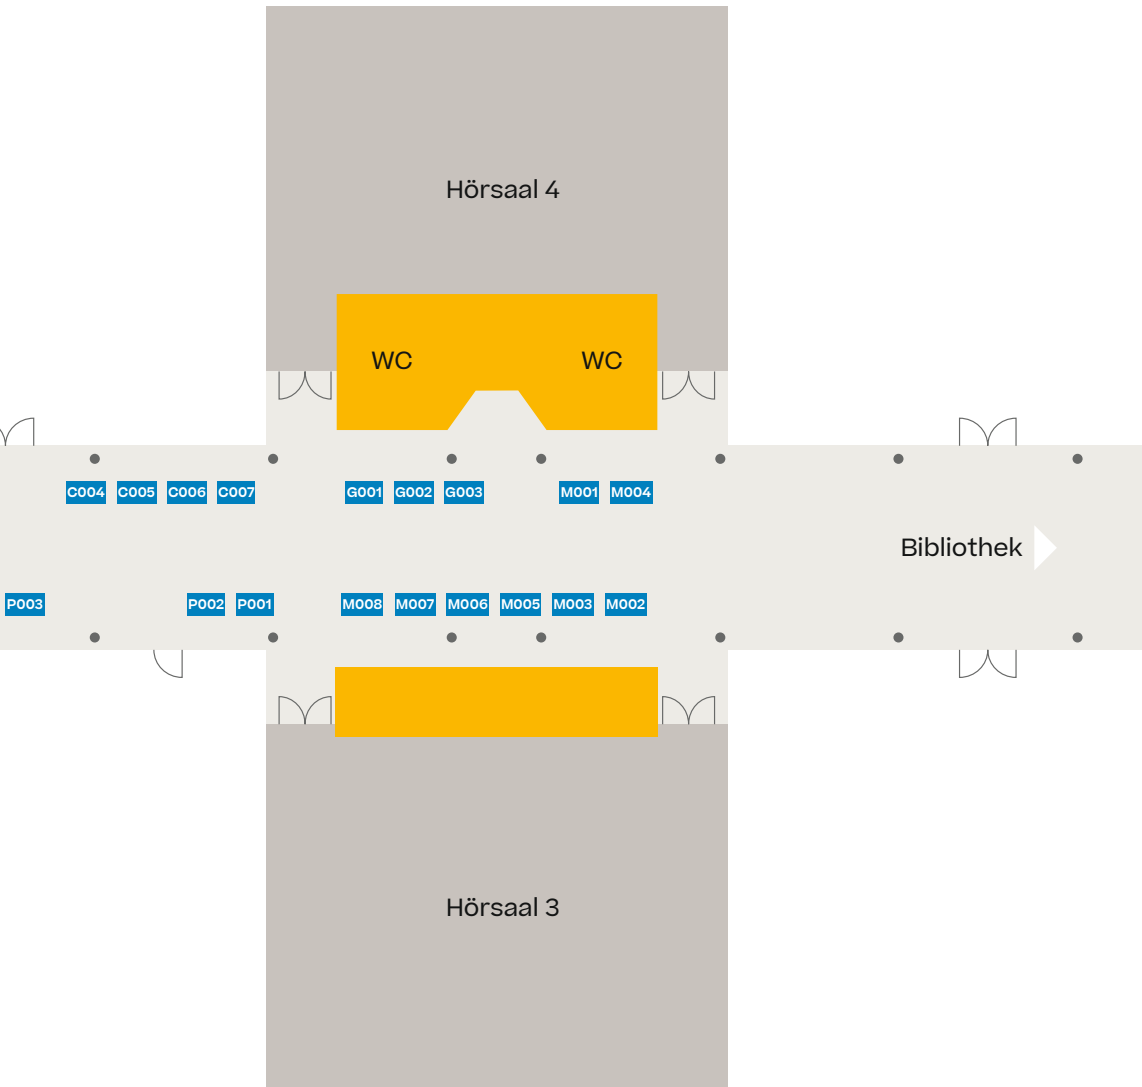 Hörsaal 4
WC WC
C004 C005 C006 C007 G001 G002 G003 M001 M004
Bibliothek
P003 P002 P001 M008 M007 M006 M005 M003 M002
Hörsaal 3